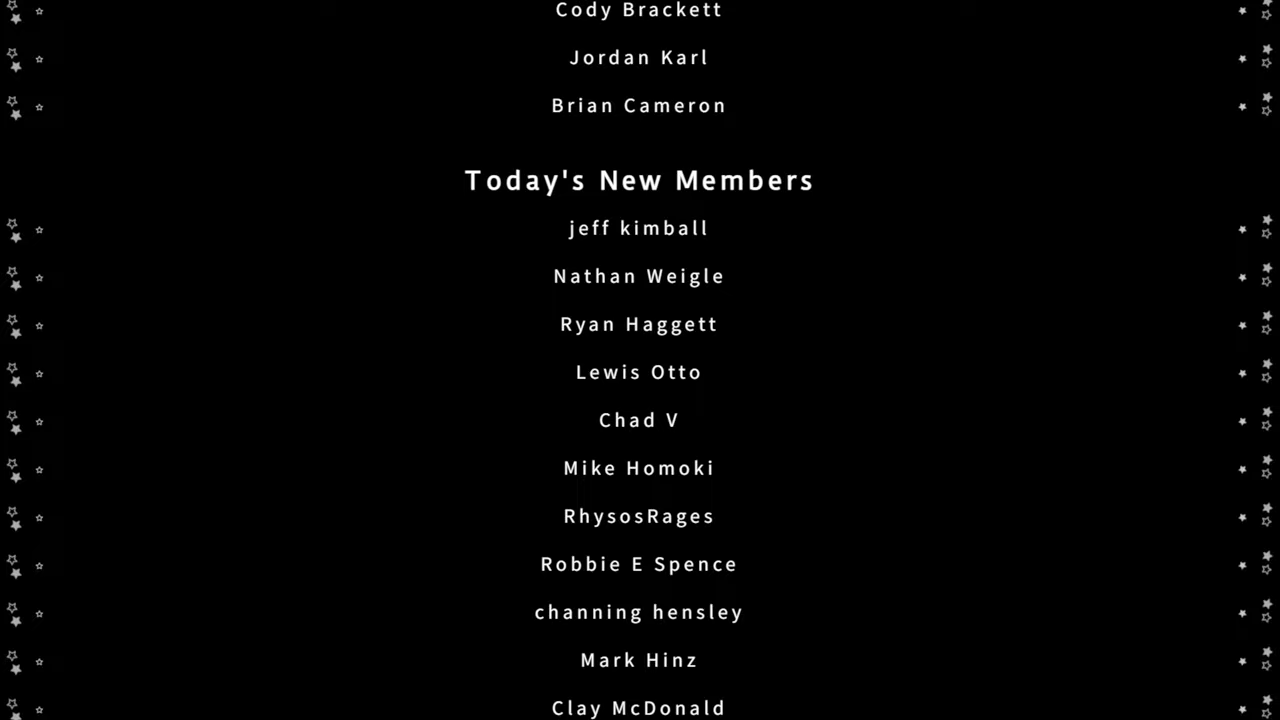 Cody Brackett
Jordan Karl
Brian Cameron
Today's New Members
jeff kimball
Nathan Weigle
Ryan Haggett
Lewis Otto
Chad V
Mike Homoki
RhysosRages
Robbie E Spence
channing hensley
Mark Hinz
Clay McDonald